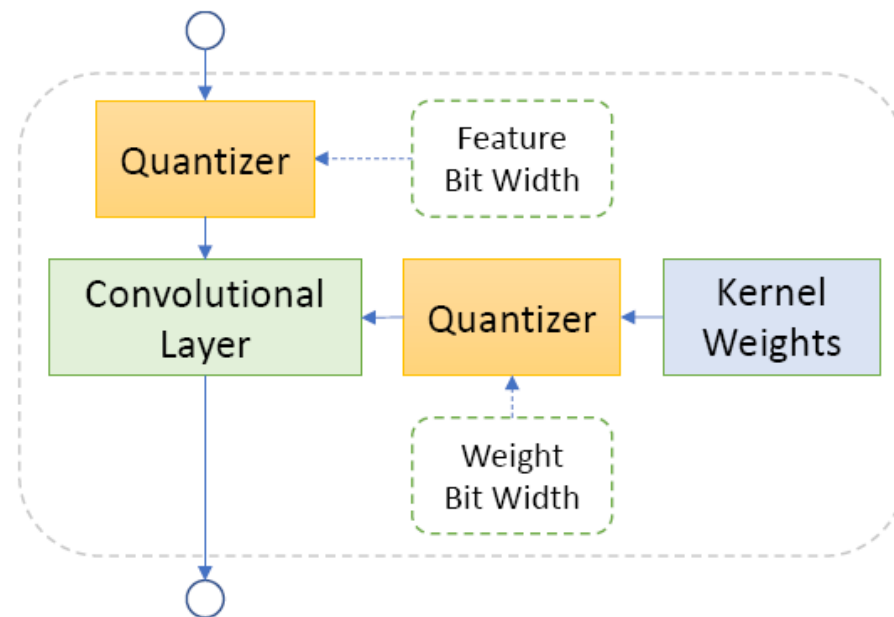 Quantizer
Feature
Bit Width
Convolutional
Layer
Quantizer
Kernel
Weights
Weight
Bit Width